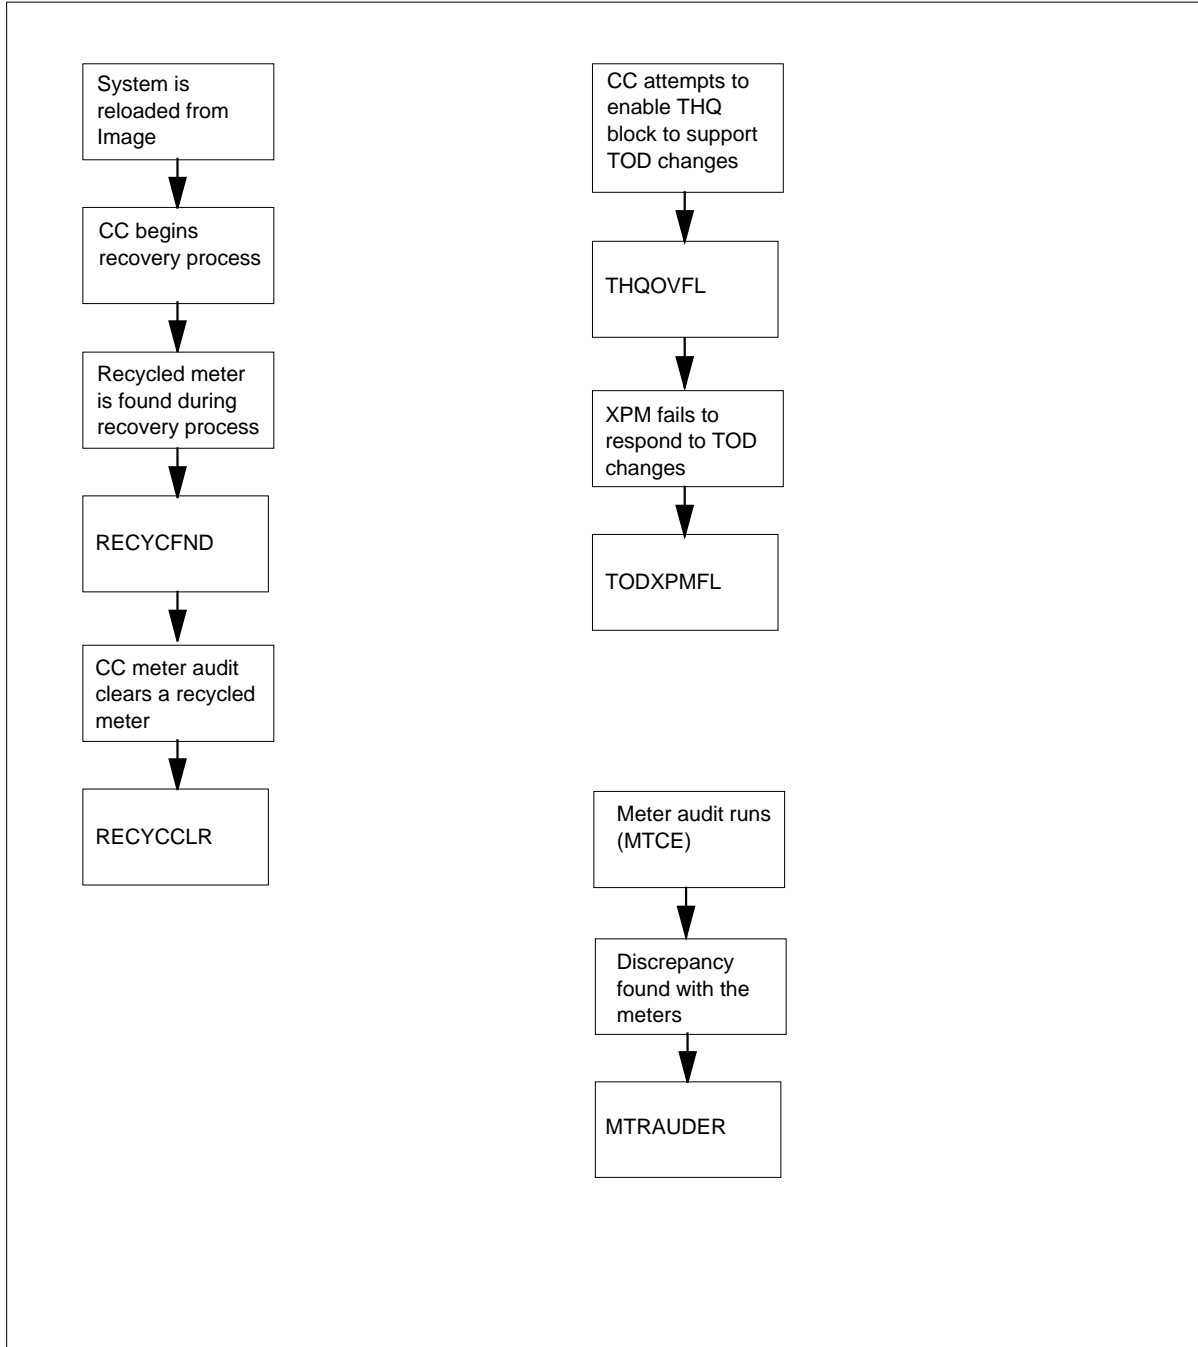 System is
reloaded from
Image
CC begins
recovery process
Recycled meter
is found during
recovery process
RECYCFND
CC meter audit
clears a recycled
meter
RECYCCLR
CC attempts to
enable THQ
block to support
TOD changes
THQOVFL
XPM fails to
respond to TOD
changes
TODXPMFL
Meter audit runs
(MTCE)
Discrepancy
found with the
meters
MTRAUDER